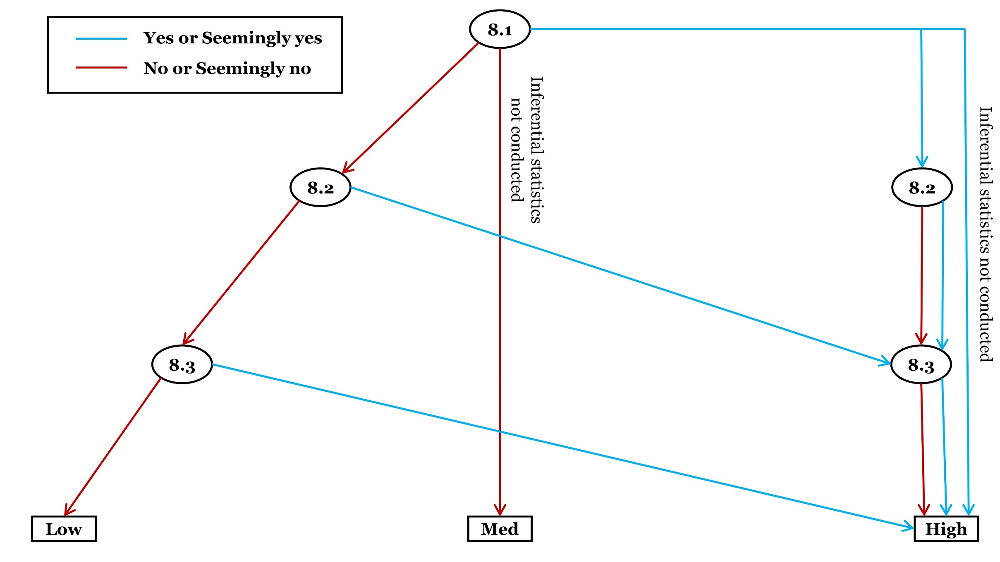 Yes or Seemingly yes
No or Seemingly no
8.1
Inferential statistics
not conducted
Inferential statistics not conducted
8.2
8.2
8.3
8.3
Low
Med
High